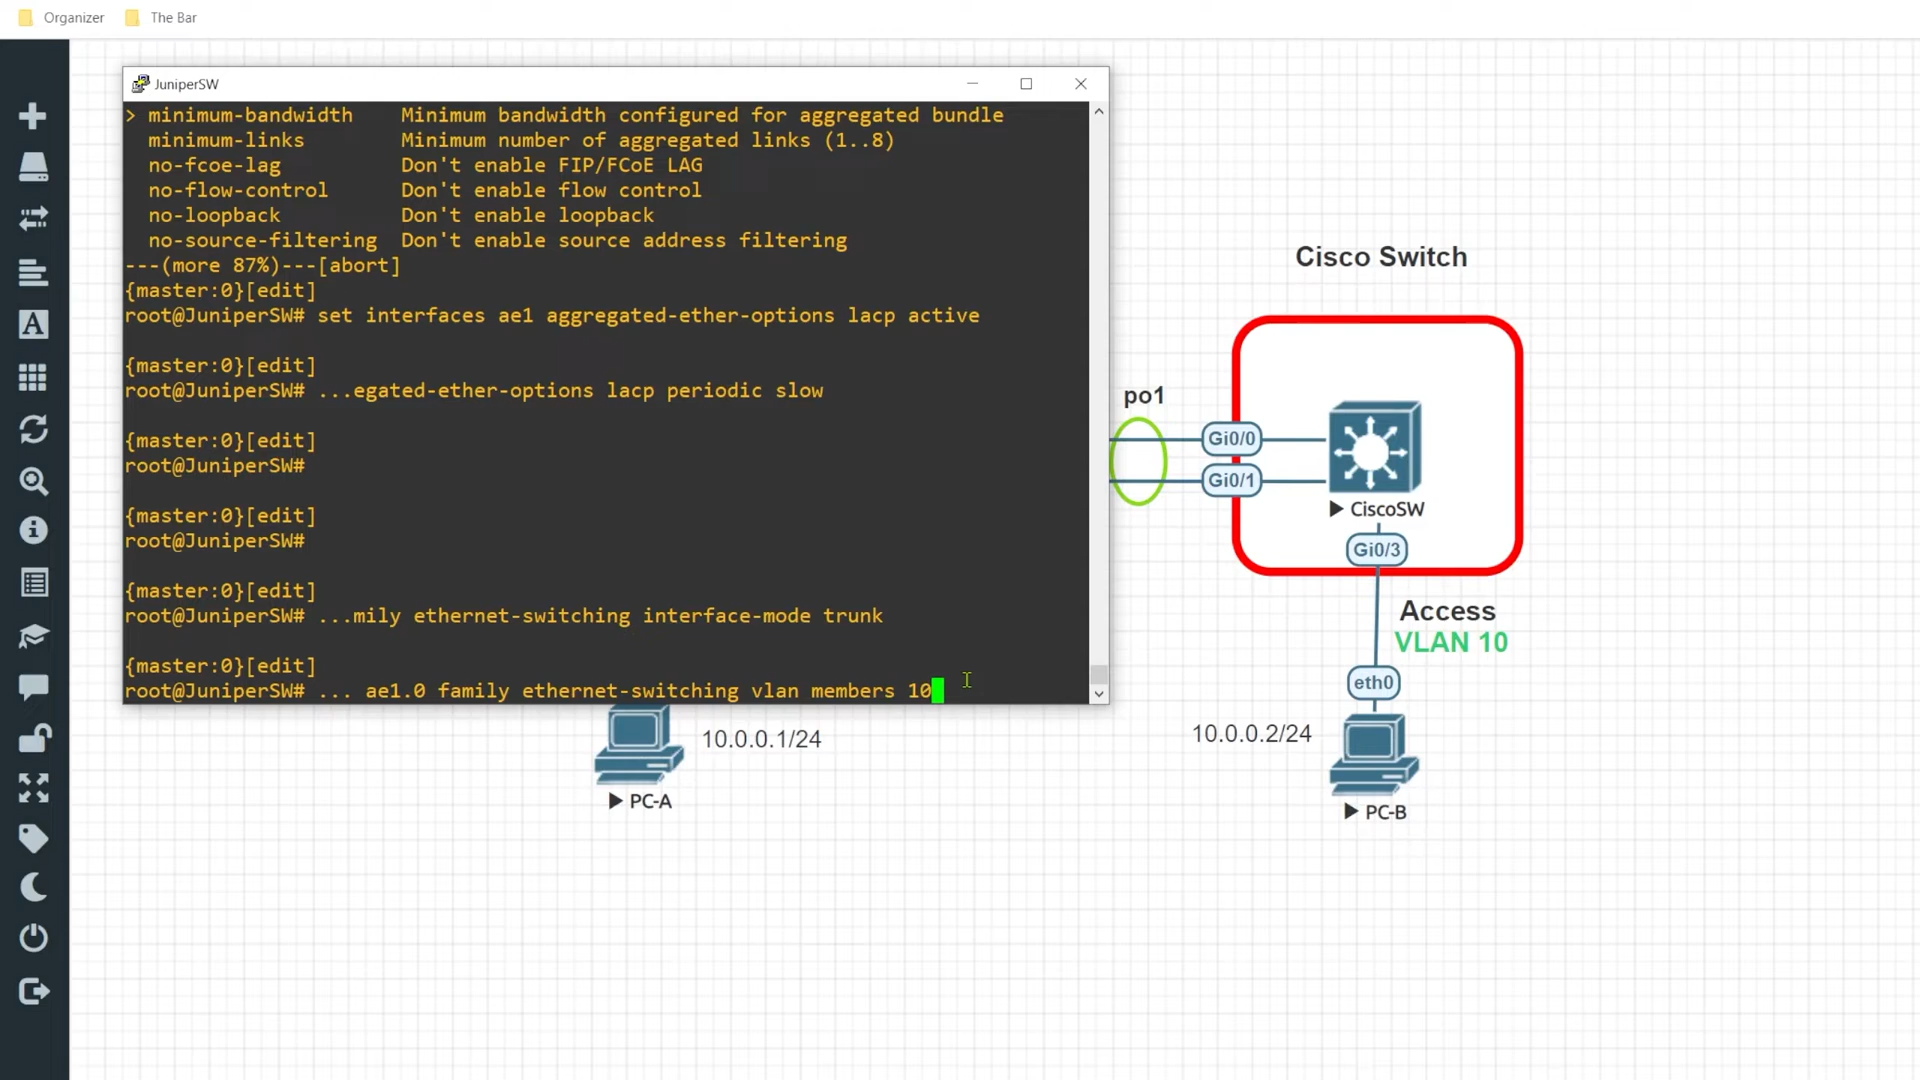 Organizer
The Bar
JuniperSW
> minimum-bandwidth    Minimum bandwidth configured for aggregated bundle
  minimum-links        Minimum number of aggregated links (1..8)
  no-fcoe-lag          Don't enable FIP/FCoE LAG
  no-flow-control      Don't enable flow control
  no-loopback          Don't enable loopback
  no-source-filtering  Don't enable source address filtering
---(more 87%)---[abort]
{master:0}[edit]
root@JuniperSW# set interfaces ae1 aggregated-ether-options lacp active
{master:0}[edit]
root@JuniperSW# ...egated-ether-options lacp periodic slow
{master:0}[edit]
root@JuniperSW#
{master:0}[edit]
root@JuniperSW#
{master:0}[edit]
root@JuniperSW# ...mily ethernet-switching interface-mode trunk
{master:0}[edit]
root@JuniperSW# ... ae1.0 family ethernet-switching vlan members 10
Cisco Switch
po1
Gi0/0
Gi0/1
CiscoSW
Gi0/3
Access
VLAN 10
eth0
10.0.0.1/24
PC-A
10.0.0.2/24
PC-B